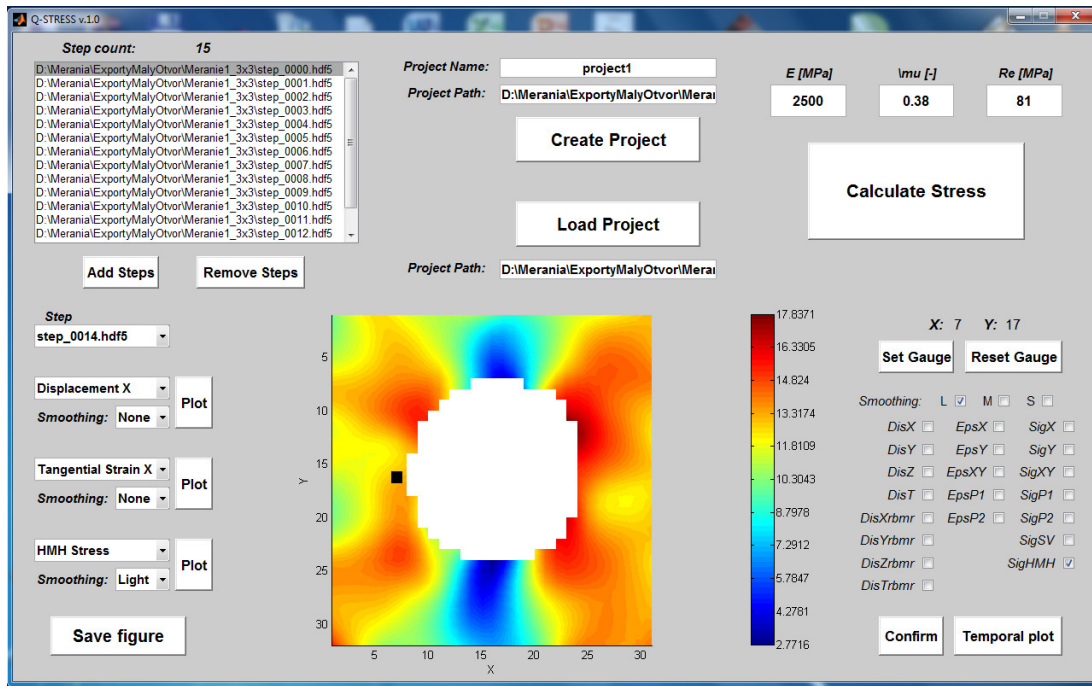 Q-STRESS v.1.0
Step count: 15
D:\Merania\ExportyMalyOtvor\Meranie1_3x3\step_0000.hdf5
D:\Merania\ExportyMalyOtvor\Meranie1_3x3\step_0001.hdf5
D:\Merania\ExportyMalyOtvor\Meranie1_3x3\step_0002.hdf5
D:\Merania\ExportyMalyOtvor\Meranie1_3x3\step_0003.hdf5
D:\Merania\ExportyMalyOtvor\Meranie1_3x3\step_0004.hdf5
D:\Merania\ExportyMalyOtvor\Meranie1_3x3\step_0005.hdf5
D:\Merania\ExportyMalyOtvor\Meranie1_3x3\step_0006.hdf5
D:\Merania\ExportyMalyOtvor\Meranie1_3x3\step_0007.hdf5
D:\Merania\ExportyMalyOtvor\Meranie1_3x3\step_0008.hdf5
D:\Merania\ExportyMalyOtvor\Meranie1_3x3\step_0009.hdf5
D:\Merania\ExportyMalyOtvor\Meranie1_3x3\step_0010.hdf5
D:\Merania\ExportyMalyOtvor\Meranie1_3x3\step_0011.hdf5
D:\Merania\ExportyMalyOtvor\Meranie1_3x3\step_0012.hdf5
Add Steps Remove Steps
Project Name: project1
Project Path: D:\Merania\ExportyMalyOtvor\Meran
Create Project
Load Project
Project Path: D:\Merania\ExportyMalyOtvor\Meran
E [MPa] \mu [-] Re [MPa]
2500 0.38 81
Calculate Stress
Step
step_0014.hdf5
Displacement X
Smoothing: None
Plot
Tangential Strain X
Smoothing: None
Plot
HMH Stress
Smoothing: Light
Plot
Save figure
5
10
15
20
25
30
Y
5 10 15 20 25 30
X
17.8371
16.3305
14.824
13.3174
11.8109
10.3043
8.7978
7.2912
5.7847
4.2781
2.7716
X: 7 Y: 17
Set Gauge Reset Gauge
Smoothing: L M S
DisX EpsX SigX
DisY EpsY SigY
DisZ EpsXY SigXY
DisT EpsP1 SigP1
DisXrbmr EpsP2 SigP2
DisYrbmr SigSV
DisZrbmr SigHMH
DisTrbmr
Confirm Temporal plot